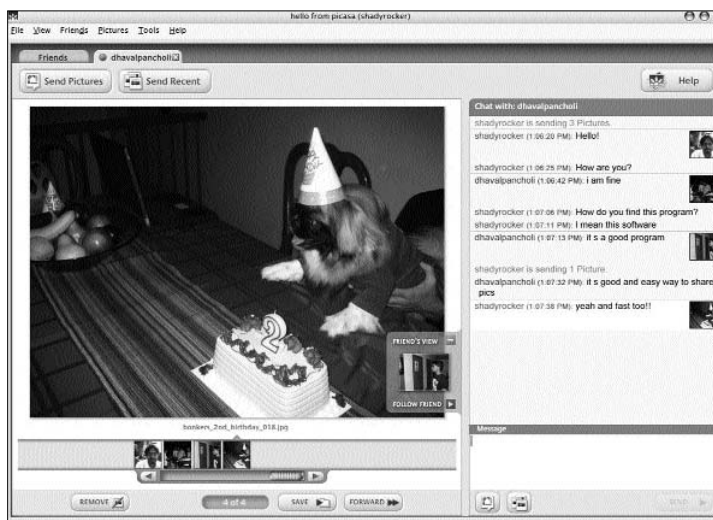 hello from picasa (shadyrocker)
File View Friends Pictures Tools Help
Friends dhavalpancholi
Send Pictures Send Recent Help
Chat with: dhavalpancholi
shadyrocker is sending 3 Pictures.
shadyrocker (1:06:20 PM): Hello!
shadyrocker (1:06:25 PM): How are you?
dhavalpancholi (1:06:42 PM): i am fine
shadyrocker (1:07:06 PM): How do you find this program?
shadyrocker (1:07:11 PM): I mean this software
dhavalpancholi (1:07:13 PM): it s a good program
shadyrocker is sending 1 Picture.
dhavalpancholi (1:07:32 PM): it s good and easy way to share
pics
shadyrocker (1:07:38 PM): yeah and fast too!!
2
FRIEND'S VIEW
FOLLOW FRIEND
bonkers_2nd_birthday_018.jpg
Message
REMOVE 4 of 4 SAVE FORWARD
SEND